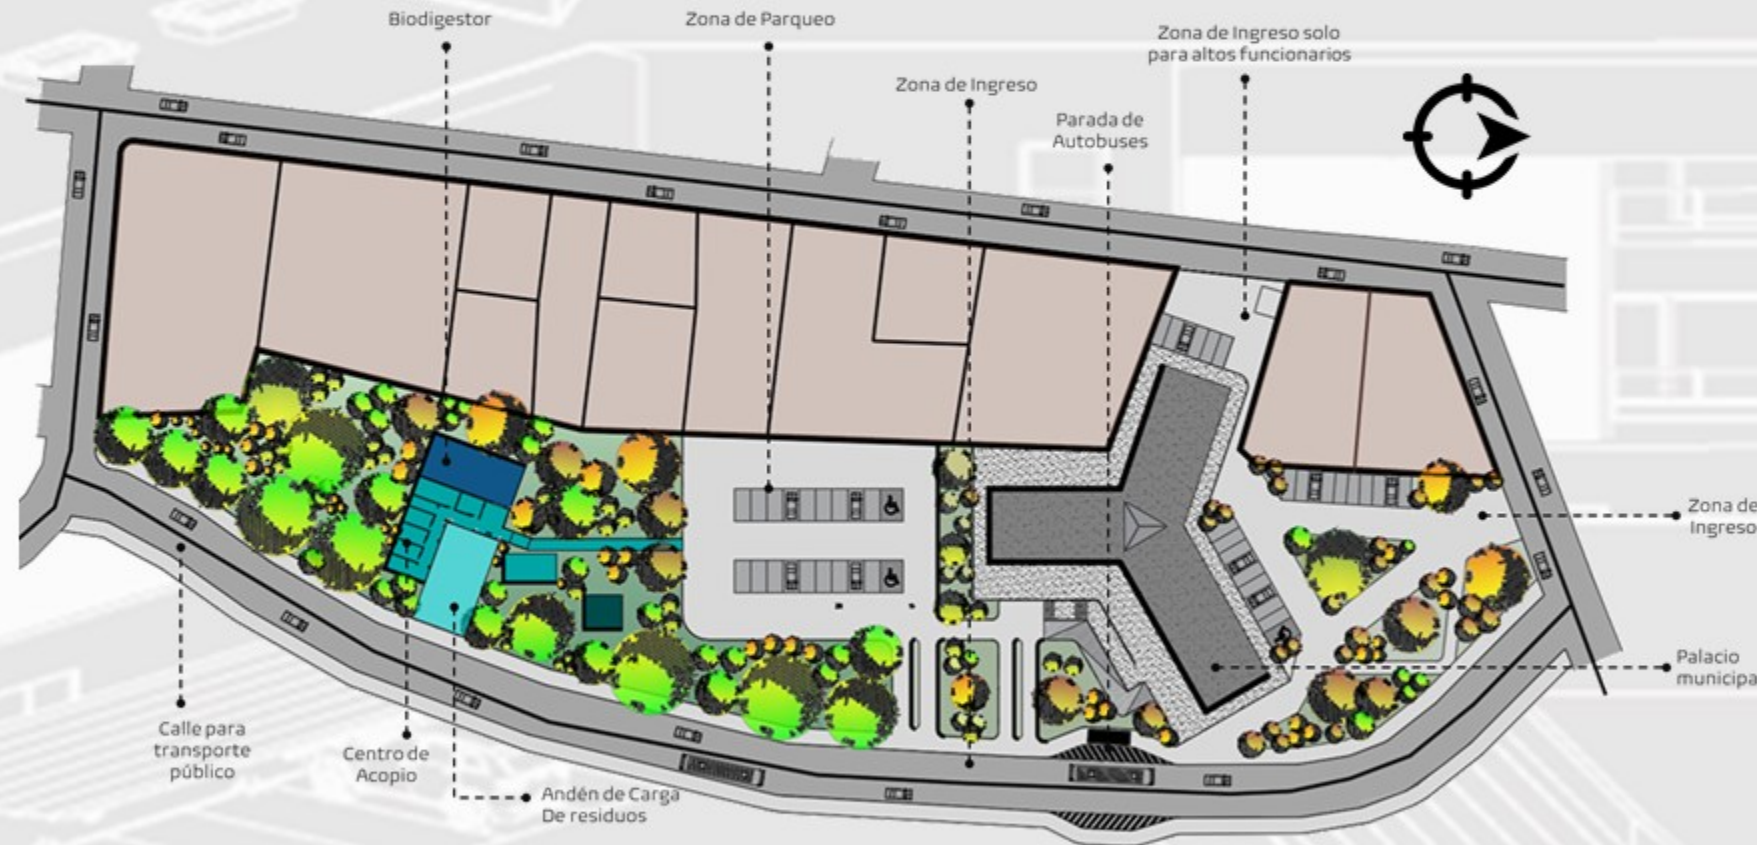 Biodigestor
Zona de Parqueo
Zona de Ingreso solo
para altos funcionarios
Zona de Ingreso
Parada de
Autobuses
Zona de
Ingreso
Palacio
municipa
Calle para
transporte
público
Centro de
Acopio
Andén de Carga
De residuos